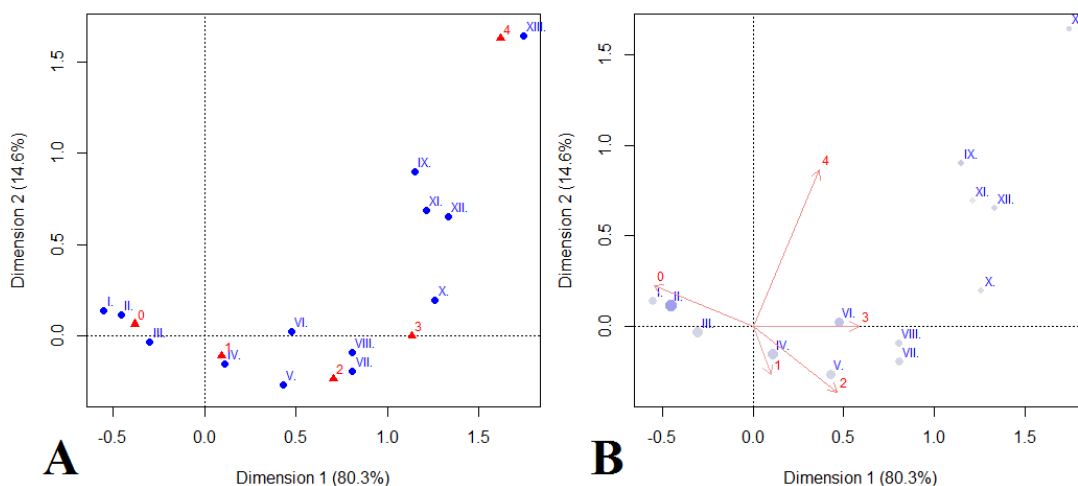 4
XIII.
1.5
IX.
1.0
XI.
XII.
Dimension 2 (14.6%)
0.5
X.
I.
II.
0
III.
VI.
3
0.0
1
IV.
VIII.
VII.
2
V.
-0.5
0.0
0.5
1.0
1.5
Dimension 1 (80.3%)
A
1.5
4
IX.
1.0
XI.
XII.
Dimension 2 (14.6%)
0.5
0
X.
I.
II.
VI.
3
0.0
III.
IV.
VIII.
1
V.
VII.
2
-0.5
0.0
0.5
1.0
1.5
Dimension 1 (80.3%)
B